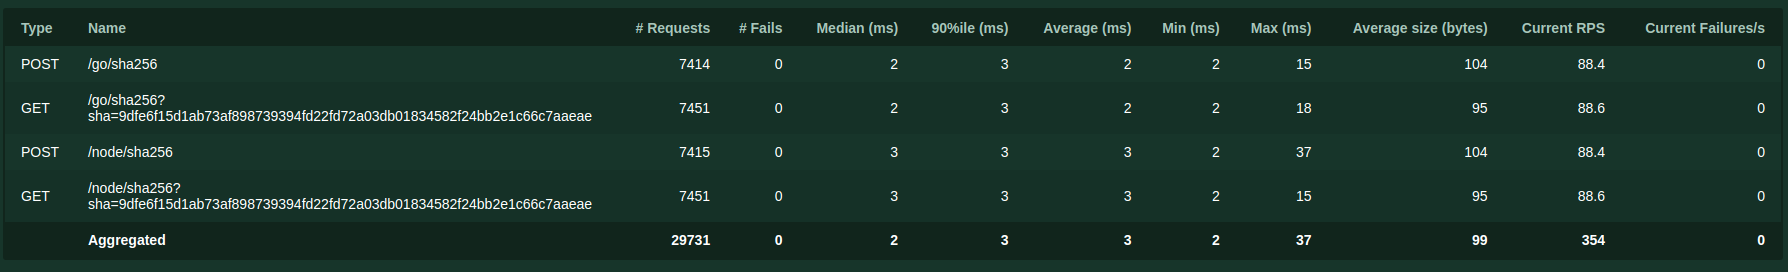 Type Name # Requests # Fails Median (ms) 90%ile (ms) Average (ms) Min (ms) Max (ms) Average size (bytes) Current RPS Current Failures/s
POST /go/sha256 7414 0 2 3 2 2 15 104 88.4 0
/go/sha256?
GET 7451 0 2 3 2 2 18 95 88.6 0
sha=9dfe6f15d1ab73af898739394fd22fd72a03db01834582f24bb2e1c66c7aaeae
POST /node/sha256 7415 0 3 3 3 2 37 104 88.4 0
/node/sha256?
GET 7451 0 3 3 3 2 15 95 88.6 0
sha=9dfe6f15d1ab73af898739394fd22fd72a03db01834582f24bb2e1c66c7aaeae
Aggregated 29731 0 2 3 3 2 37 99 354 0